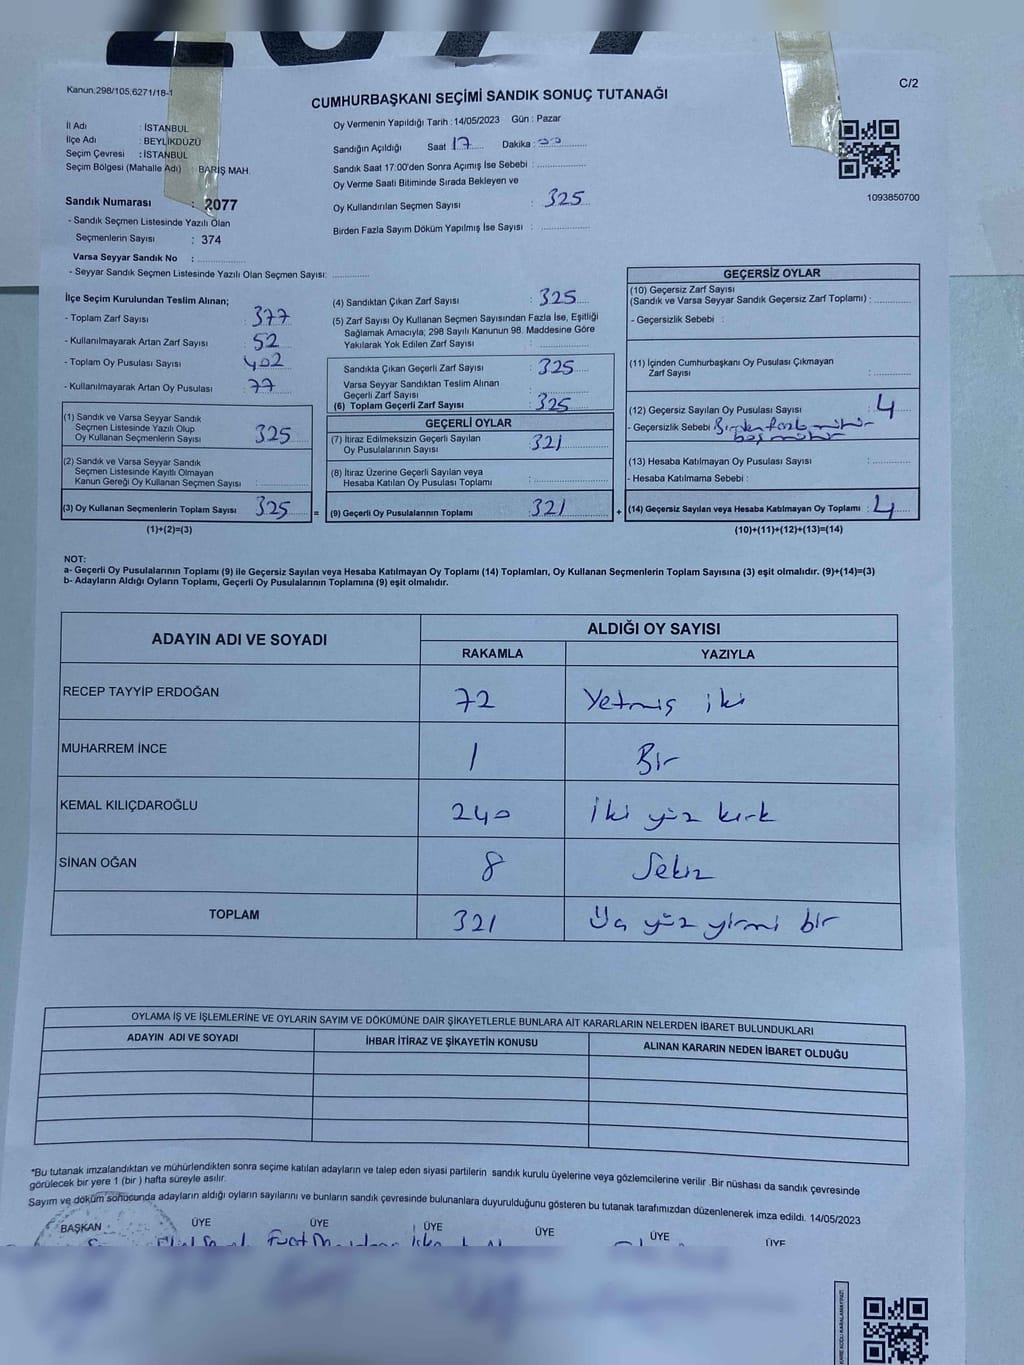 2077
Kanun.298/105,6271/18-1
C/2
CUMHURBAŞKANI SEÇİMİ SANDIK SONUÇ TUTANAĞI
İl Adı : İSTANBUL
İlçe Adı : BEYLİKDÜZÜ
Seçim Çevresi : İSTANBUL
Seçim Bölgesi (Mahalle Adı) : BARIŞ MAH.
Sandık Numarası : 2077
- Sandık Seçmen Listesinde Yazılı Olan
Seçmenlerin Sayısı : 374
Varsa Seyyar Sandık No :
- Seyyar Sandık Seçmen Listesinde Yazılı Olan Seçmen Sayısı:
Oy Vermenin Yapıldığı Tarih : 14/05/2023 Gün : Pazar
Sandığın Açıldığı Saat 17 Dakika : 00
Sandık Saat 17:00'den Sonra Açımış İse Sebebi :
Oy Verme Saati Bitiminde Sırada Bekleyen ve
Oy Kullandırılan Seçmen Sayısı : 325
Birden Fazla Sayım Döküm Yapılmış İse Sayısı :
1093850700
İlçe Seçim Kurulundan Teslim Alınan;
- Toplam Zarf Sayısı : 377
- Kullanılmayarak Artan Zarf Sayısı : 52
- Toplam Oy Pusulası Sayısı : 402
- Kullanılmayarak Artan Oy Pusulası : 77
(1) Sandık ve Varsa Seyyar Sandık
Seçmen Listesinde Yazılı Olup
Oy Kullanan Seçmenlerin Sayısı : 325
(2) Sandık ve Varsa Seyyar Sandık
Seçmen Listesinde Kayıtlı Olmayan
Kanun Gereği Oy Kullanan Seçmen Sayısı :
(3) Oy Kullanan Seçmenlerin Toplam Sayısı : 325 =
(1)+(2)=(3)
(4) Sandıktan Çıkan Zarf Sayısı : 325
(5) Zarf Sayısı Oy Kullanan Seçmen Sayısından Fazla İse, Eşitliği
Sağlamak Amacıyla, 298 Sayılı Kanunun 98. Maddesine Göre
Yakılarak Yok Edilen Zarf Sayısı :
Sandıkta Çıkan Geçerli Zarf Sayısı : 325
Varsa Seyyar Sandıktan Teslim Alınan
Geçerli Zarf Sayısı :
(6) Toplam Geçerli Zarf Sayısı : 325
GEÇERLİ OYLAR
(7) İtiraz Edilmeksizin Geçerli Sayılan
Oy Pusulalarının Sayısı : 321
(8) İtiraz Üzerine Geçerli Sayılan veya
Hesaba Katılan Oy Pusulası Toplamı :
(9) Geçerli Oy Pusulalarının Toplamı : 321 +
GEÇERSİZ OYLAR
(10) Geçersiz Zarf Sayısı
(Sandık ve Varsa Seyyar Sandık Geçersiz Zarf Toplamı) :
- Geçersizlik Sebebi :
(11) İçinden Cumhurbaşkanı Oy Pusulası Çıkmayan
Zarf Sayısı :
(12) Geçersiz Sayılan Oy Pusulası Sayısı : 4
- Geçersizlik Sebebi Birden fazla mühür
boş mühür
(13) Hesaba Katılmayan Oy Pusulası Sayısı :
- Hesaba Katılmama Sebebi :
(14) Geçersiz Sayılan veya Hesaba Katılmayan Oy Toplamı : 4
(10)+(11)+(12)+(13)=(14)
NOT:
a- Geçerli Oy Pusulalarının Toplamı (9) ile Geçersiz Sayılan veya Hesaba Katılmayan Oy Toplamı (14) Toplamları, Oy Kullanan Seçmenlerin Toplam Sayısına (3) eşit olmalıdır. (9)+(14)=(3)
b- Adayların Aldığı Oyların Toplamı, Geçerli Oy Pusulalarının Toplamına (9) eşit olmalıdır.
ADAYIN ADI VE SOYADI
ALDIĞI OY SAYISI
RAKAMLA YAZIYLA
RECEP TAYYİP ERDOĞAN 72 Yetmiş iki
MUHARREM İNCE 1 Bir
KEMAL KILIÇDAROĞLU 240 İki yüz kırk
SİNAN OĞAN 8 Sekiz
TOPLAM 321 Üç yüz yirmi bir
OYLAMA İŞ VE İŞLEMLERİNE VE OYLARIN SAYIM VE DÖKÜMÜNE DAİR ŞİKAYETLERLE BUNLARA AİT KARARLARIN NELERDEN İBARET BULUNDUKLARI
ADAYIN ADI VE SOYADI İHBAR İTİRAZ VE ŞİKAYETİN KONUSU ALINAN KARARIN NEDEN İBARET OLDUĞU
*Bu tutanak imzalandıktan ve mühürlendikten sonra seçime katılan adayların ve talep eden siyasi partilerin sandık kurulu üyelerine veya gözlemcilerine verilir .Bir nüshası da sandık çevresinde
görülecek bir yere 1 (bir ) hafta süreyle asılır.
Sayım ve döküm sonucunda adayların aldığı oyların sayılarını ve bunların sandık çevresinde bulunanlara duyurulduğunu gösteren bu tutanak tarafımızdan düzenlenerek imza edildi. 14/05/2023
BAŞKAN ÜYE ÜYE ÜYE ÜYE ÜYE ÜYE